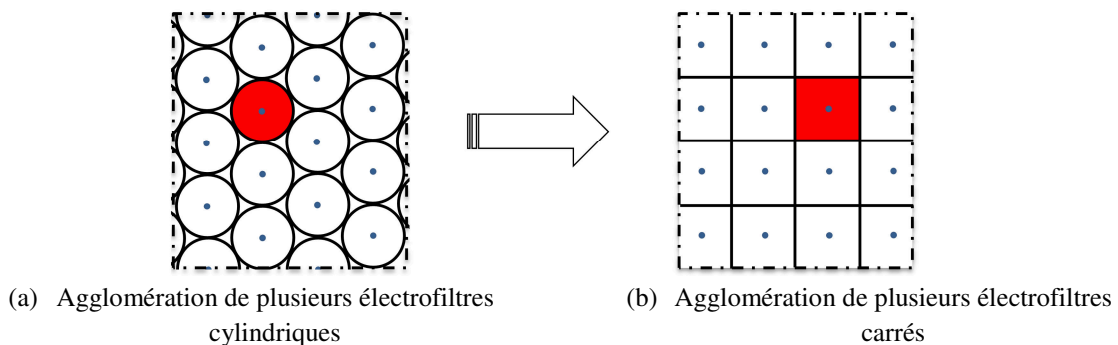 (a) Agglomération de plusieurs électrofiltres
cylindriques
(b) Agglomération de plusieurs électrofiltres
carrés